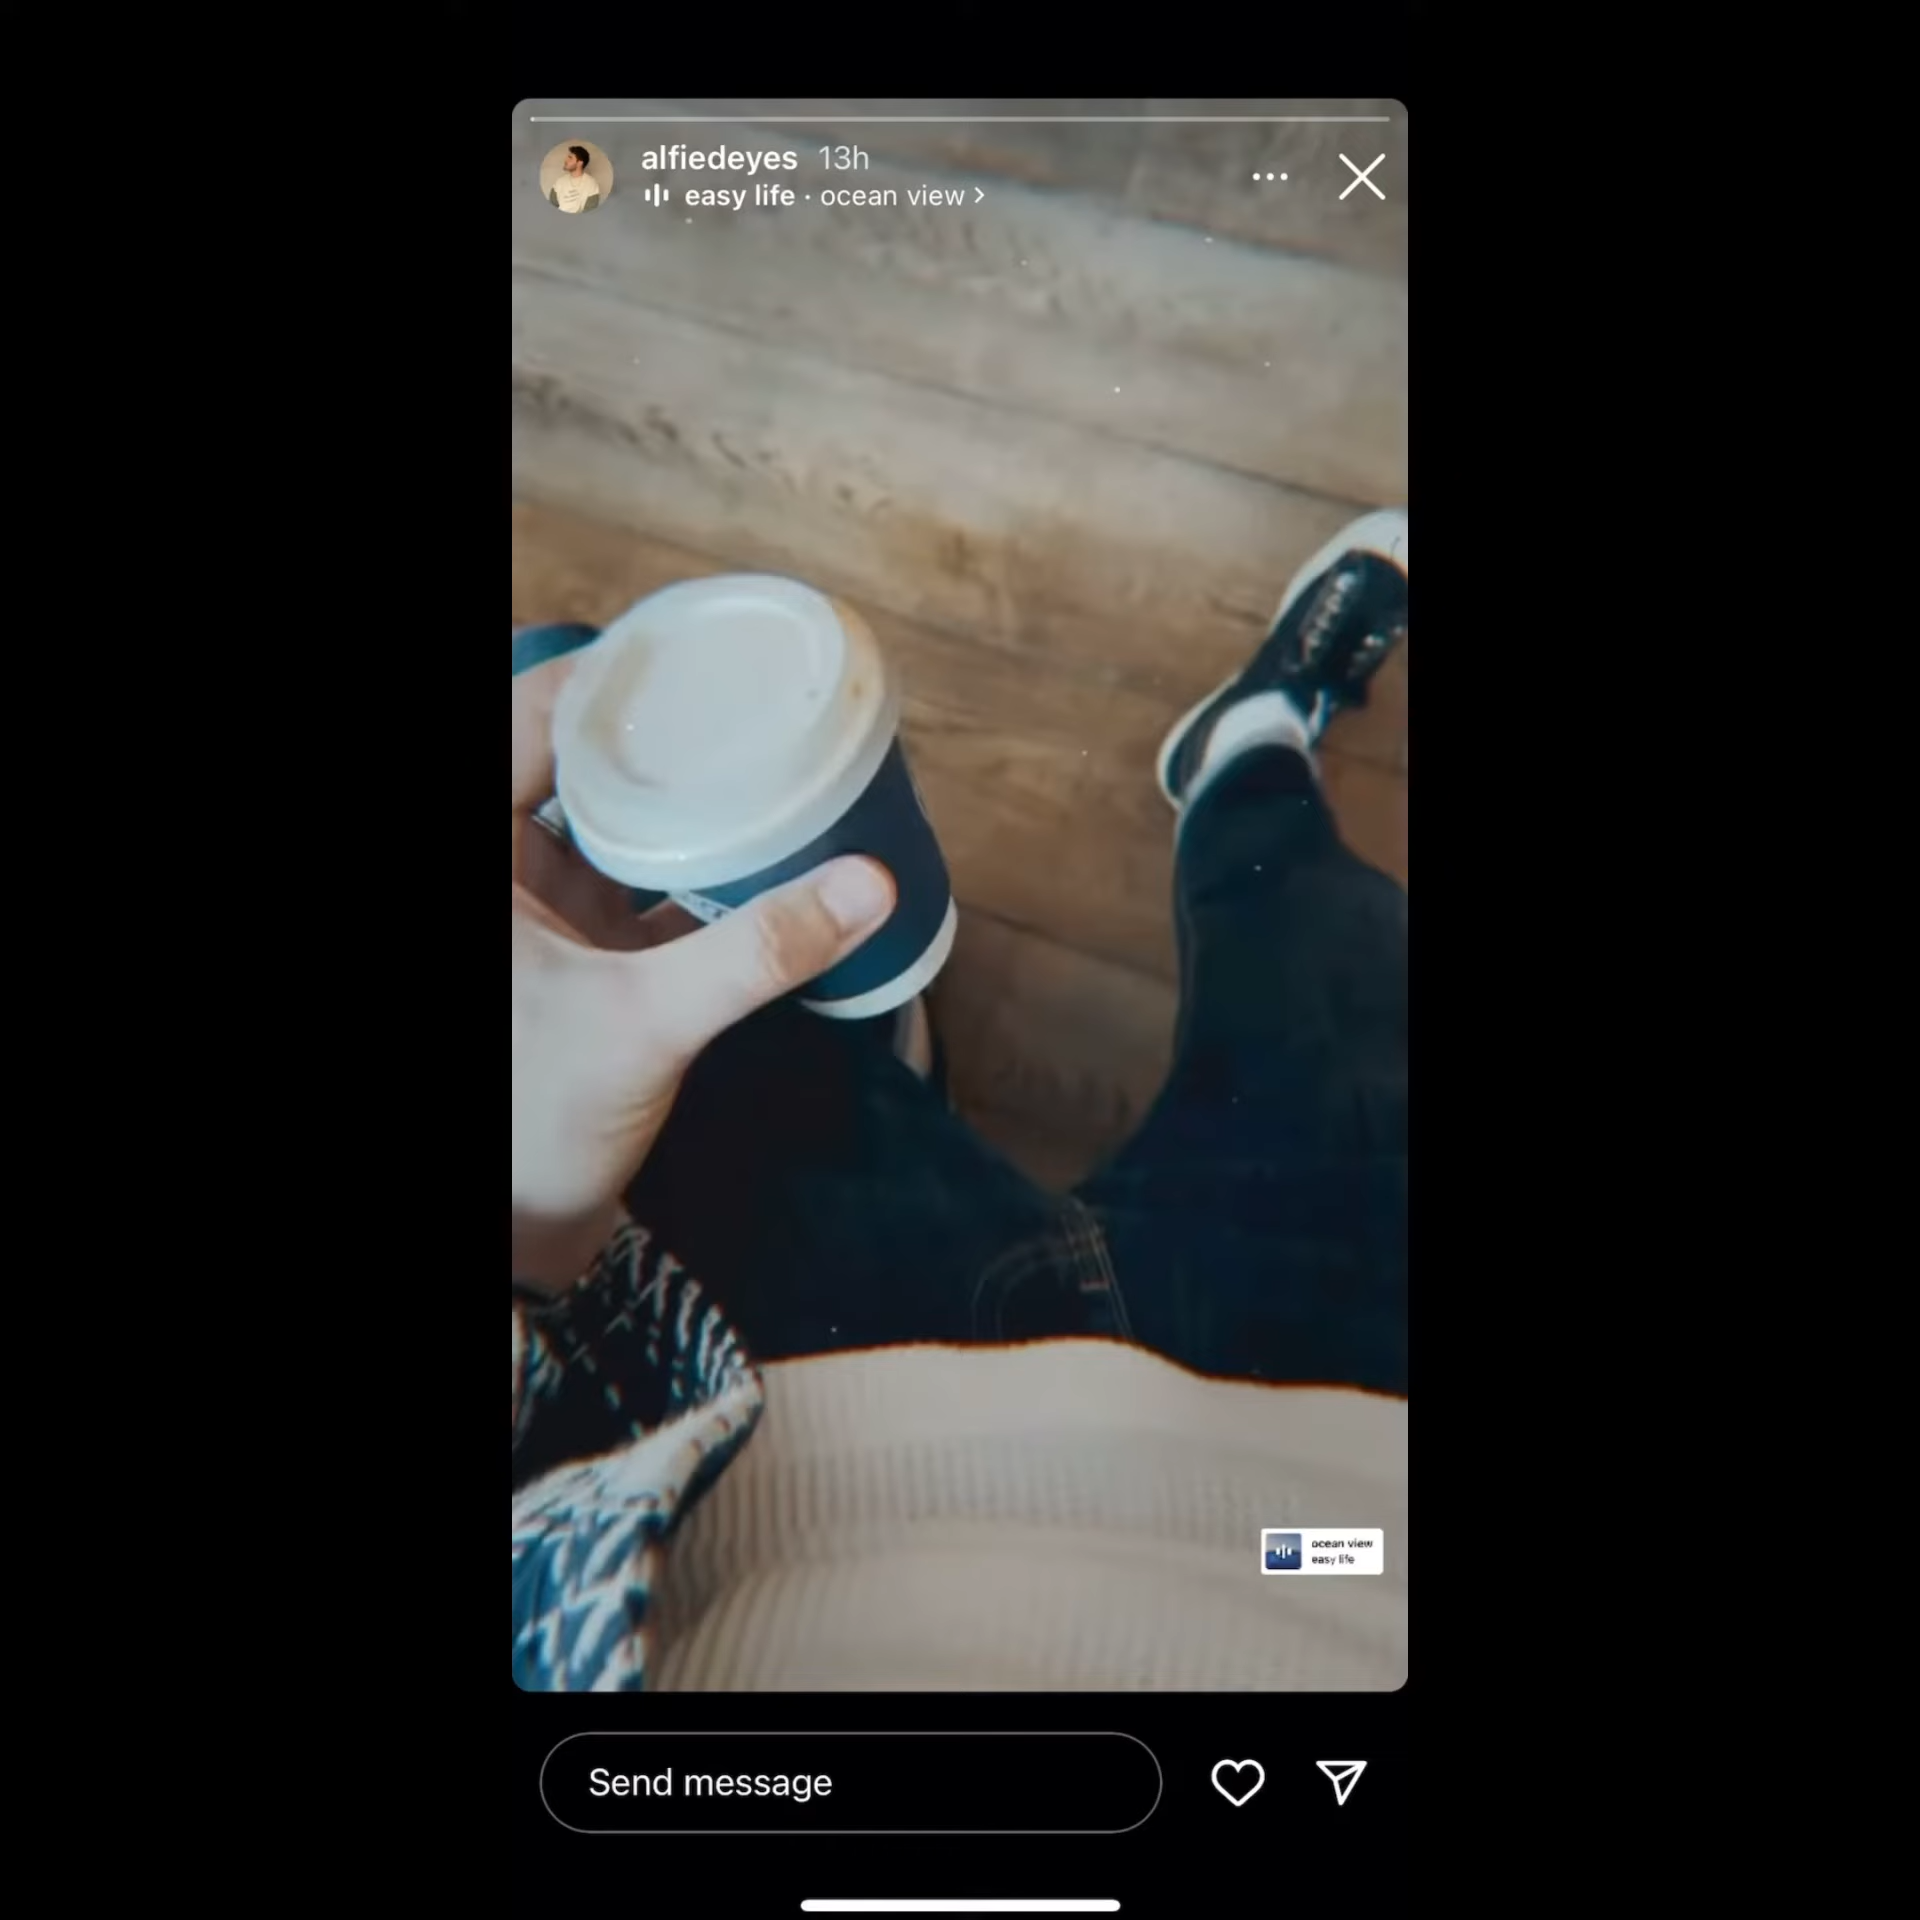 alfiedeyes 13h
easy life · ocean view >
ocean view
easy life
Send message